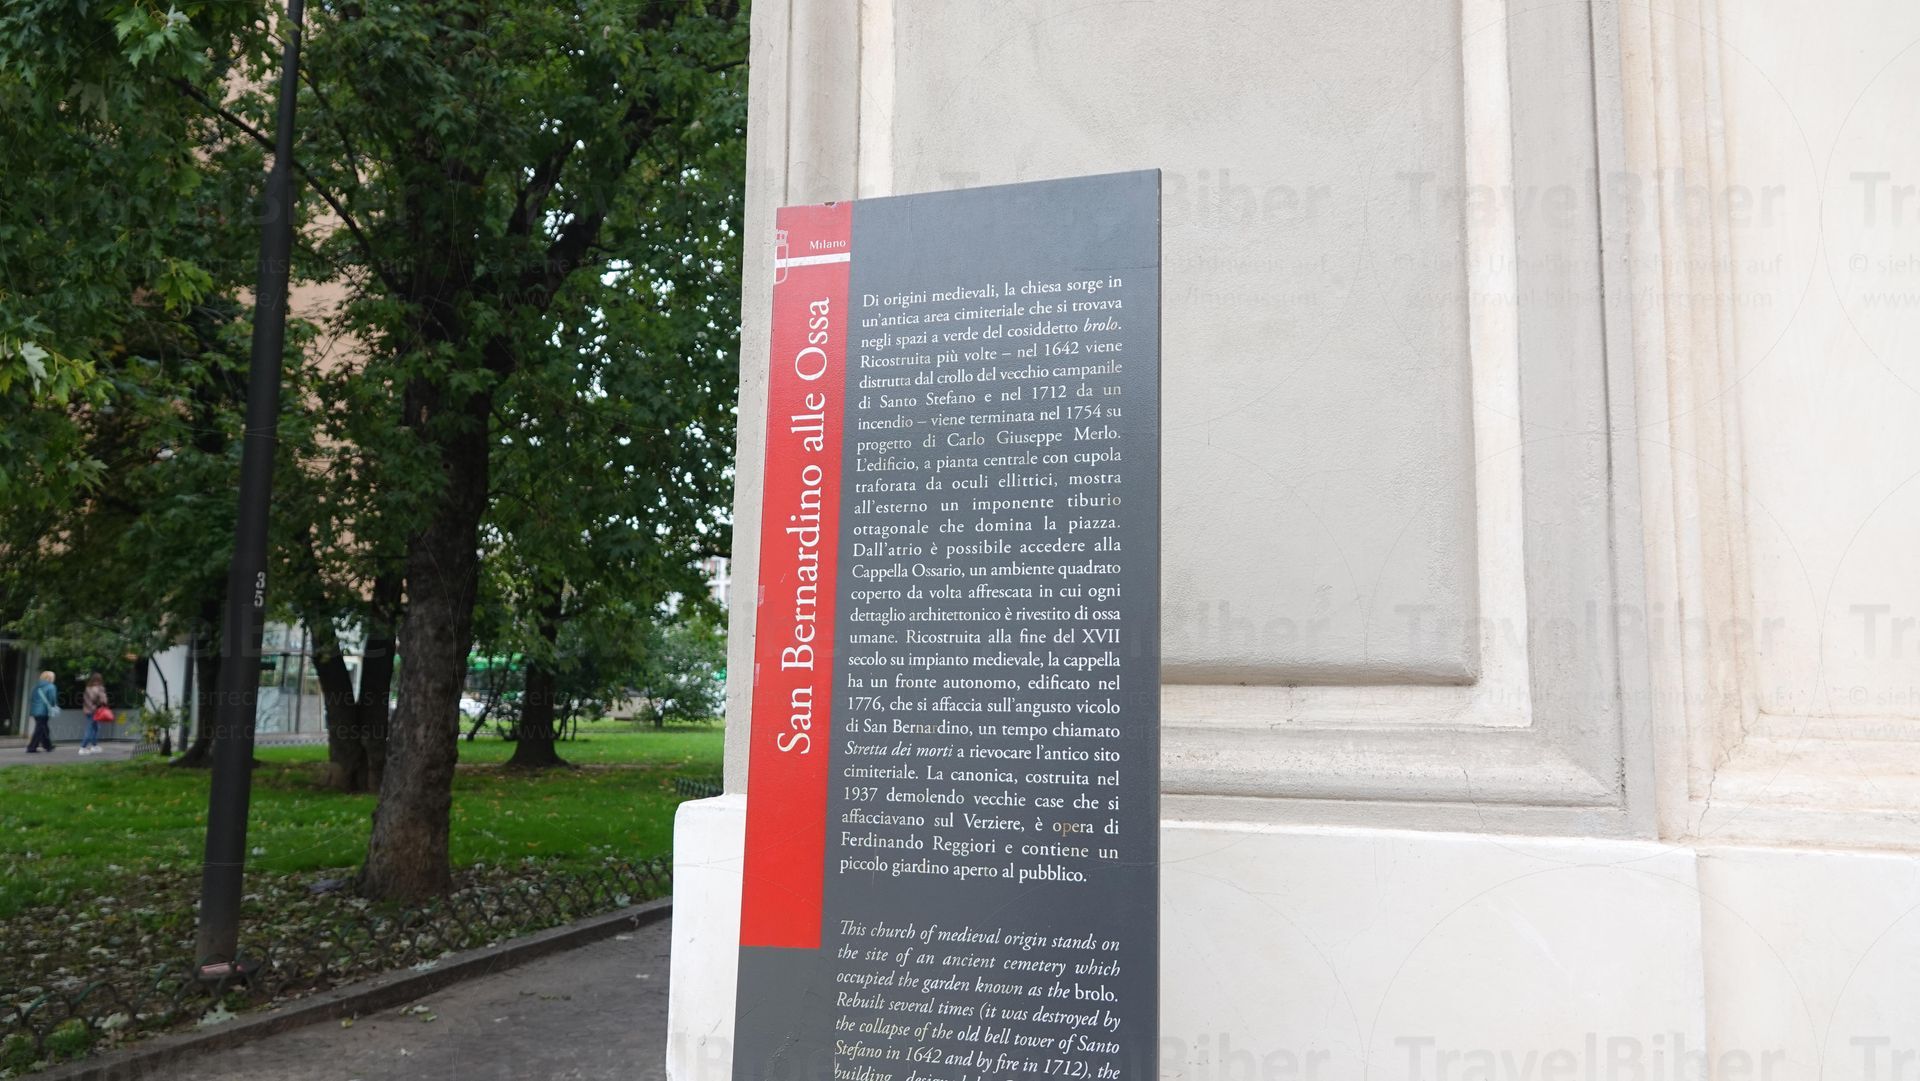 Milano
San Bernardino alle Ossa
Di origini medievali, la chiesa sorge in
un'antica area cimiteriale che si trovava
negli spazi a verde del cosiddetto brolo.
Ricostruita più volte – nel 1642 viene
distrutta dal crollo del vecchio campanile
di Santo Stefano e nel 1712 da un
incendio – viene terminata nel 1754 su
progetto di Carlo Giuseppe Merlo.
L'edificio, a pianta centrale con cupola
traforata da oculi ellittici, mostra
all'esterno un imponente tiburio
ottagonale che domina la piazza.
Dall'atrio è possibile accedere alla
Cappella Ossario, un ambiente quadrato
coperto da volta affrescata in cui ogni
dettaglio architettonico è rivestito di ossa
umane. Ricostruita alla fine del XVII
secolo su impianto medievale, la cappella
ha un fronte autonomo, edificato nel
1776, che si affaccia sull'angusto vicolo
di San Bernardino, un tempo chiamato
Stretta dei morti a rievocare l'antico sito
cimiteriale. La canonica, costruita nel
1937 demolendo vecchie case che si
affacciavano sul Verziere, è opera di
Ferdinando Reggiori e contiene un
piccolo giardino aperto al pubblico.
This church of medieval origin stands on
the site of an ancient cemetery which
occupied the garden known as the brolo.
Rebuilt several times (it was destroyed by
the collapse of the old bell tower of Santo
Stefano in 1642 and by fire in 1712), the
building
TravelBiber
© siehe Urheberrechtshinweis auf
www.travelbiber.de/impressum